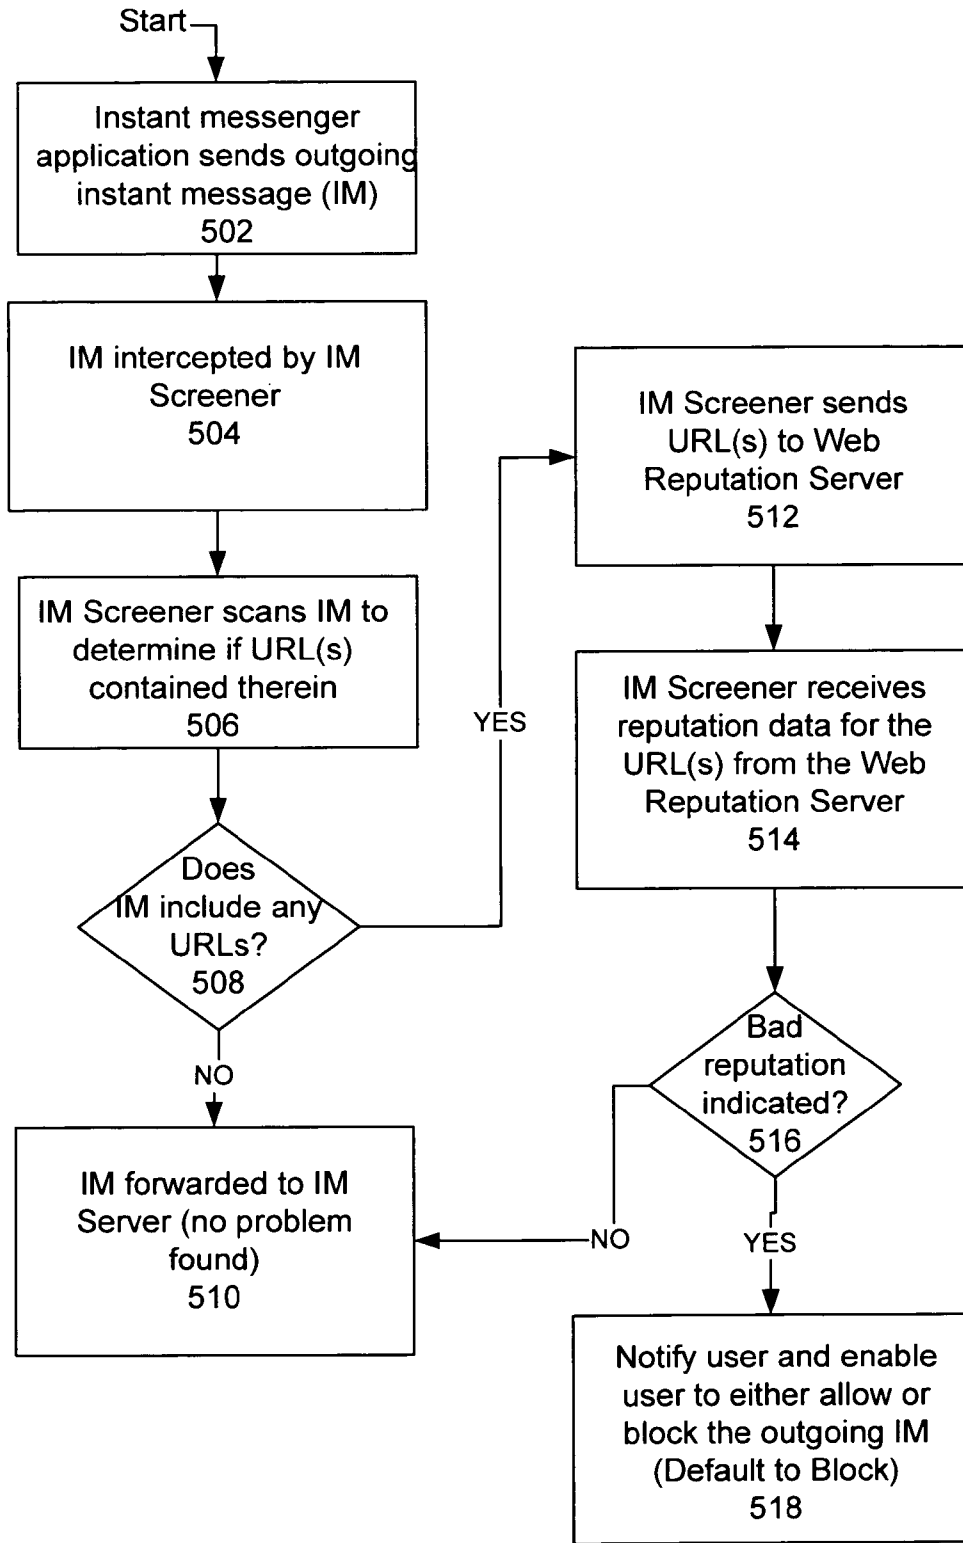 Start
Instant messenger
application sends outgoing
instant message (IM)
502
IM intercepted by IM
Screener
504
IM Screener scans IM to
determine if URL(s)
contained therein
506
Does
IM include any
URLs?
508
YES
NO
IM forwarded to IM
Server (no problem
found)
510
IM Screener sends
URL(s) to Web
Reputation Server
512
IM Screener receives
reputation data for the
URL(s) from the Web
Reputation Server
514
Bad
reputation
indicated?
516
NO
YES
Notify user and enable
user to either allow or
block the outgoing IM
(Default to Block)
518